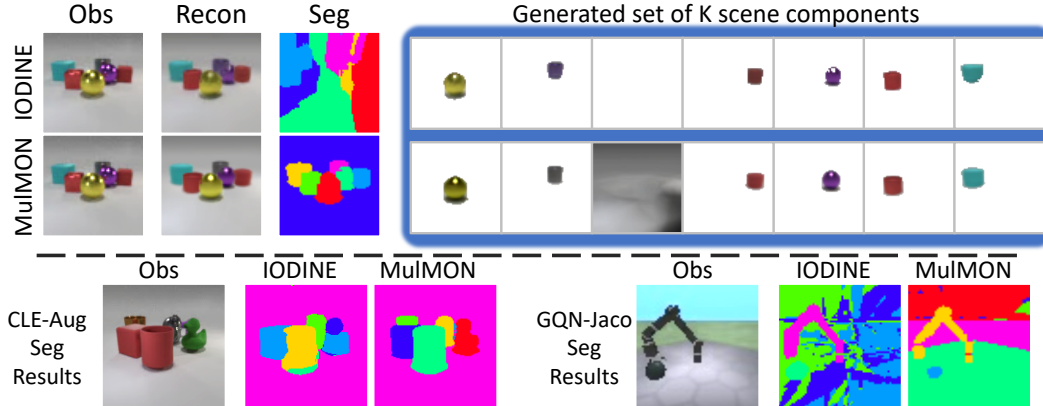 Obs Recon Seg Generated set of K scene components
IODINE
MulMON
Obs IODINE MulMON Obs IODINE MulMON
CLE-Aug
Seg
Results
GQN-Jaco
Seg
Results